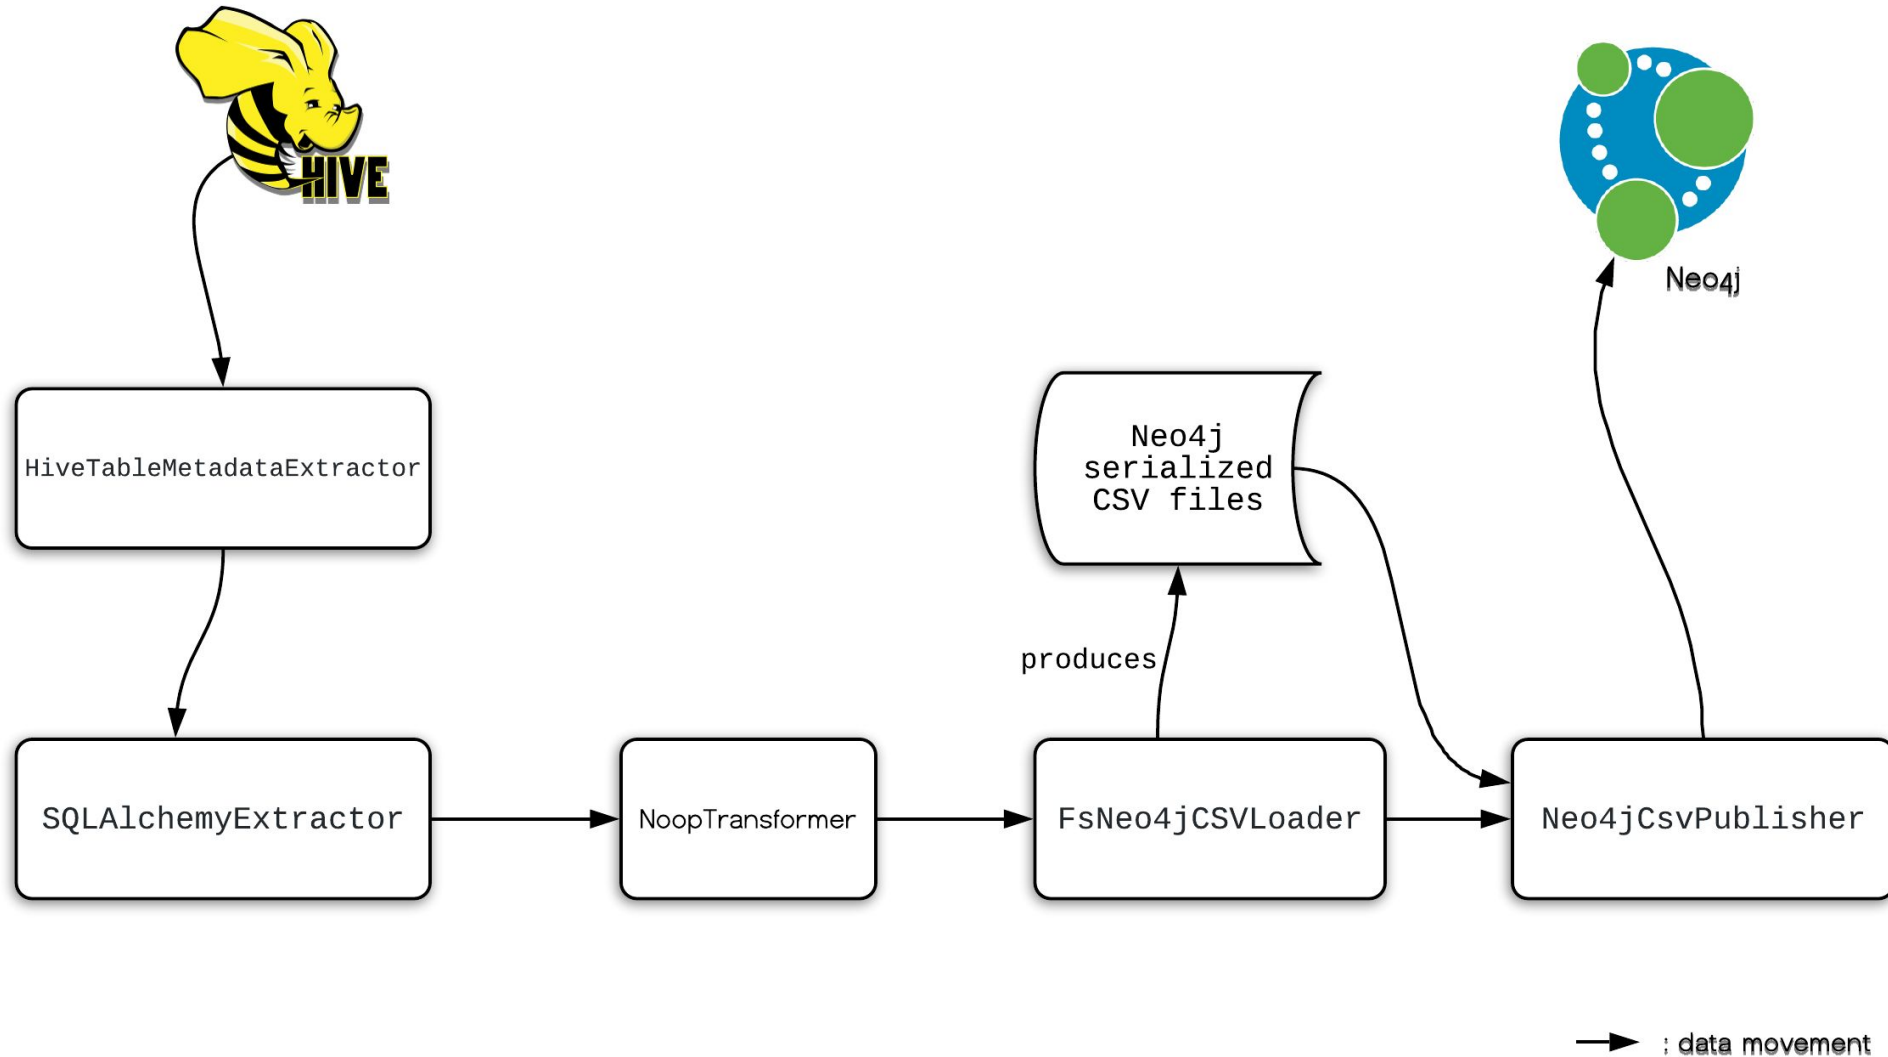 HIVE
Neo4j
HiveTableMetadataExtractor
Neo4j
serialized
CSV files
produces
SQLAlchemyExtractor
NoopTransformer
FsNeo4jCSVLoader
Neo4jCsvPublisher
: data movement